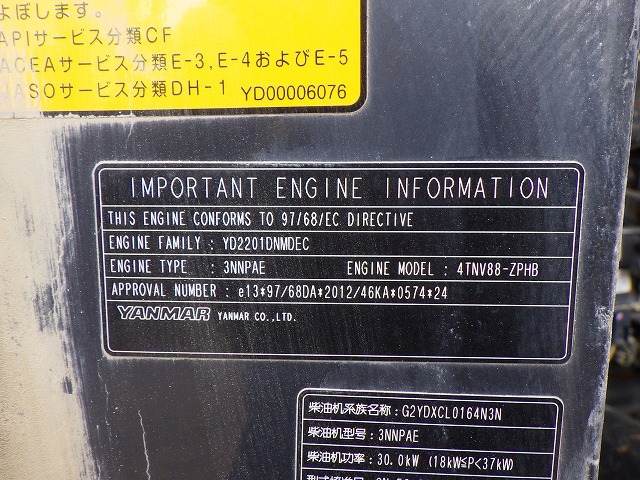 よぼします。
APIサービス分類CF
ACEAサービス分類E-3,E-4およびE-5
JASOサービス分類DH-1 YD00006076
IMPORTANT ENGINE INFORMATION
THIS ENGINE CONFORMS TO 97/68/EC DIRECTIVE
ENGINE FAMILY : YD2201DNMDEC
ENGINE TYPE : 3NNPAE ENGINE MODEL : 4TNV88-ZPHB
APPROVAL NUMBER : e13*97/68DA*2012/46KA*0574*24
YANMAR YANMAR CO.,LTD.
柴油机系族名称：G2YDXCL0164N3N
柴油机型号：3NNPAE
柴油机功率：30.0kW (18kW≦P<37kW)